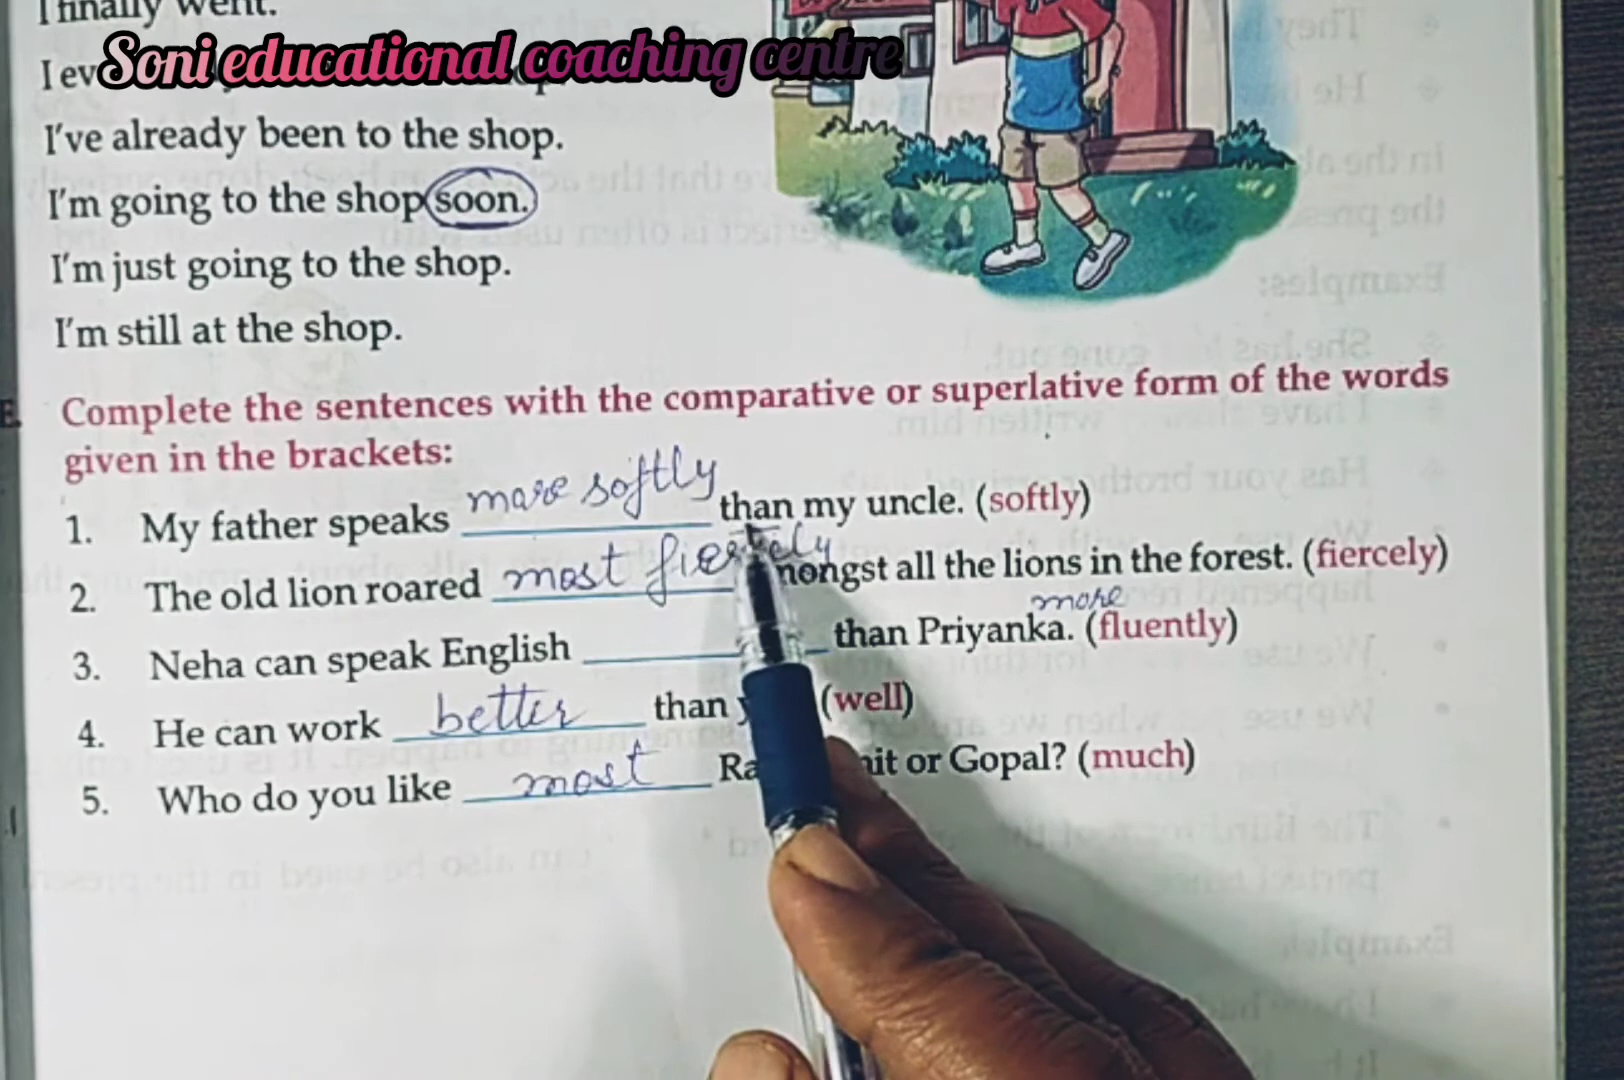 I finally went.
I ev
Soni educational coaching centre
I've already been to the shop.
I'm going to the shop soon.
I'm just going to the shop.
I'm still at the shop.
E. Complete the sentences with the comparative or superlative form of the words
given in the brackets:
1. My father speaks more softly than my uncle. (softly)
2. The old lion roared most mongst all the lions in the forest. (fiercely)
more
3. Neha can speak English ____ than Priyanka. (fluently)
4. He can work better than (well)
5. Who do you like most Ra it or Gopal? (much)